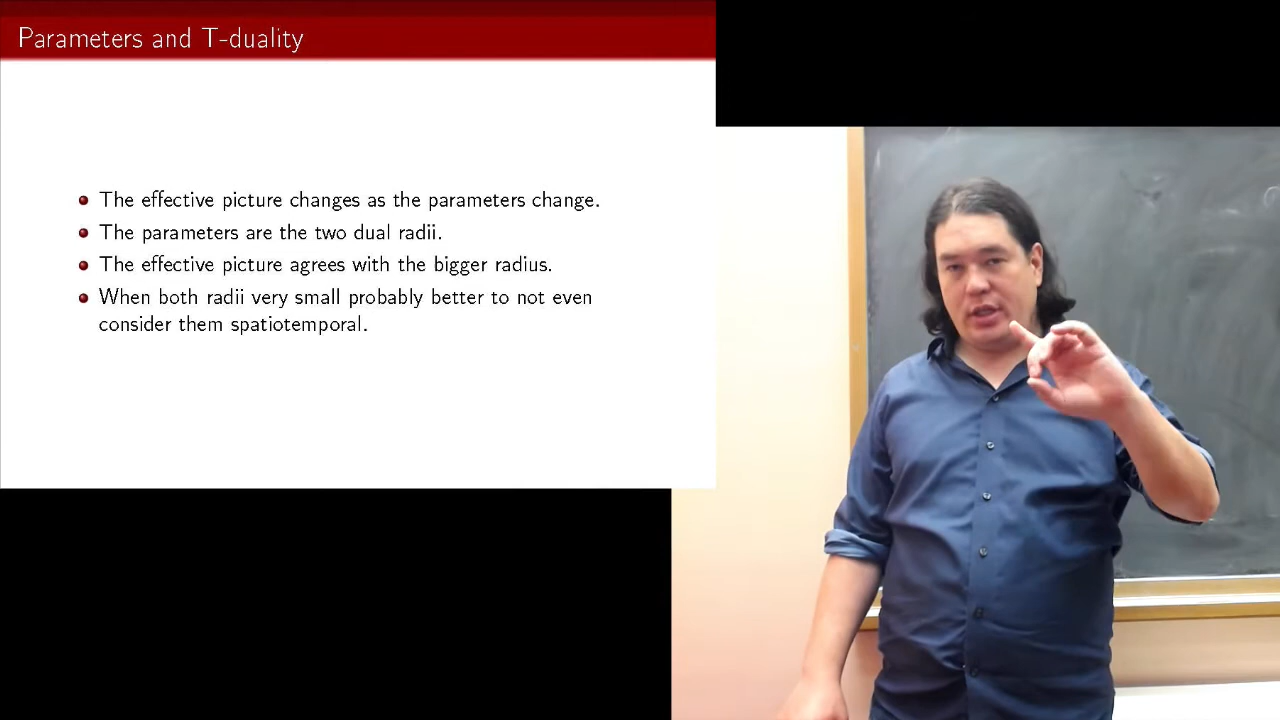 Parameters and T-duality
The effective picture changes as the parameters change.
The parameters are the two dual radii.
The effective picture agrees with the bigger radius.
When both radii very small probably better to not even
consider them spatiotemporal.